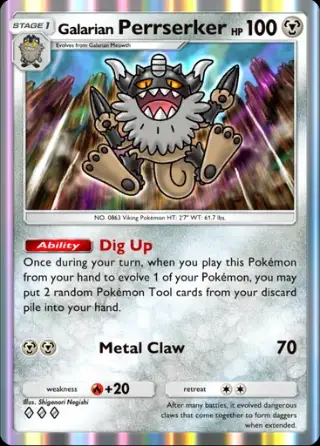 STAGE 1
Galarian Perrserker HP 100
Evolves from Galarian Meowth
NO. 0863 Viking Pokémon HT: 2'7" WT: 61.7 lbs.
Ability Dig Up
Once during your turn, when you play this Pokémon
from your hand to evolve 1 of your Pokémon, you may
put 2 random Pokémon Tool cards from your discard
pile into your hand.
Metal Claw 70
weakness +20 retreat
Illus. Shigenori Negishi
After many battles, it evolved dangerous
claws that come together to form daggers
when extended.